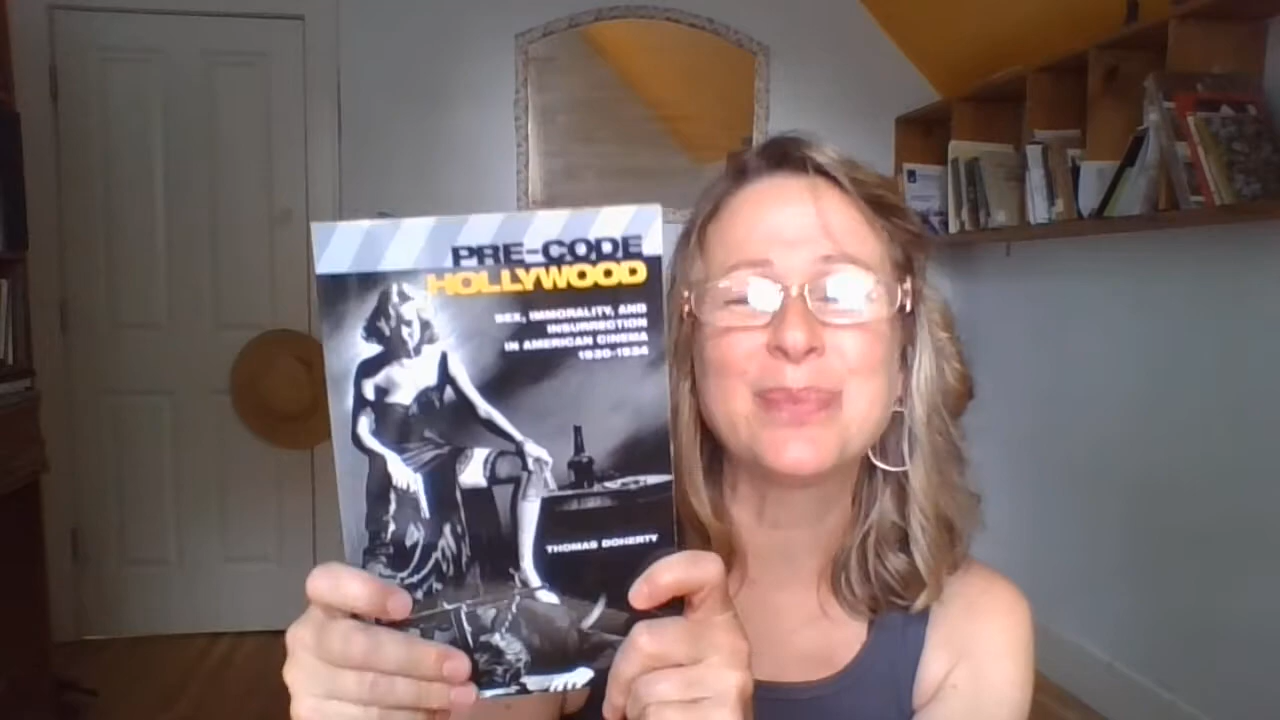 PRE-CODE
HOLLYWOOD
SEX, IMMORALITY, AND
INSURRECTION
IN AMERICAN CINEMA
1930-1934
THOMAS DOHERTY